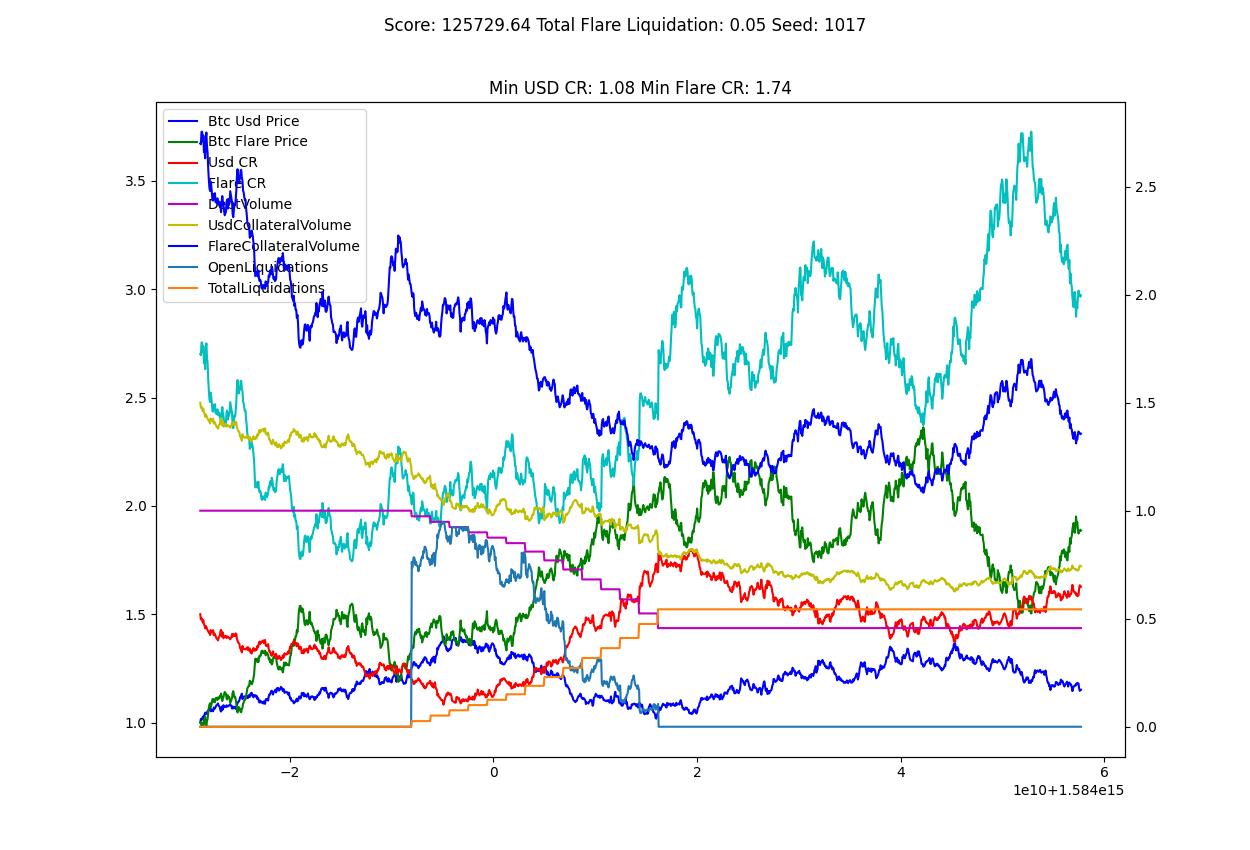 Score: 125729.64 Total Flare Liquidation: 0.05 Seed: 1017
Min USD CR: 1.08 Min Flare CR: 1.74
Btc Usd Price
Btc Flare Price
Usd CR
Flare CR
DebtVolume
UsdCollateralVolume
FlareCollateralVolume
OpenLiquidations
TotalLiquidations
3.5
3.0
2.5
2.0
1.5
1.0
2.5
2.0
1.5
1.0
0.5
0.0
−2
0
2
4
6
1e10+1.584e15